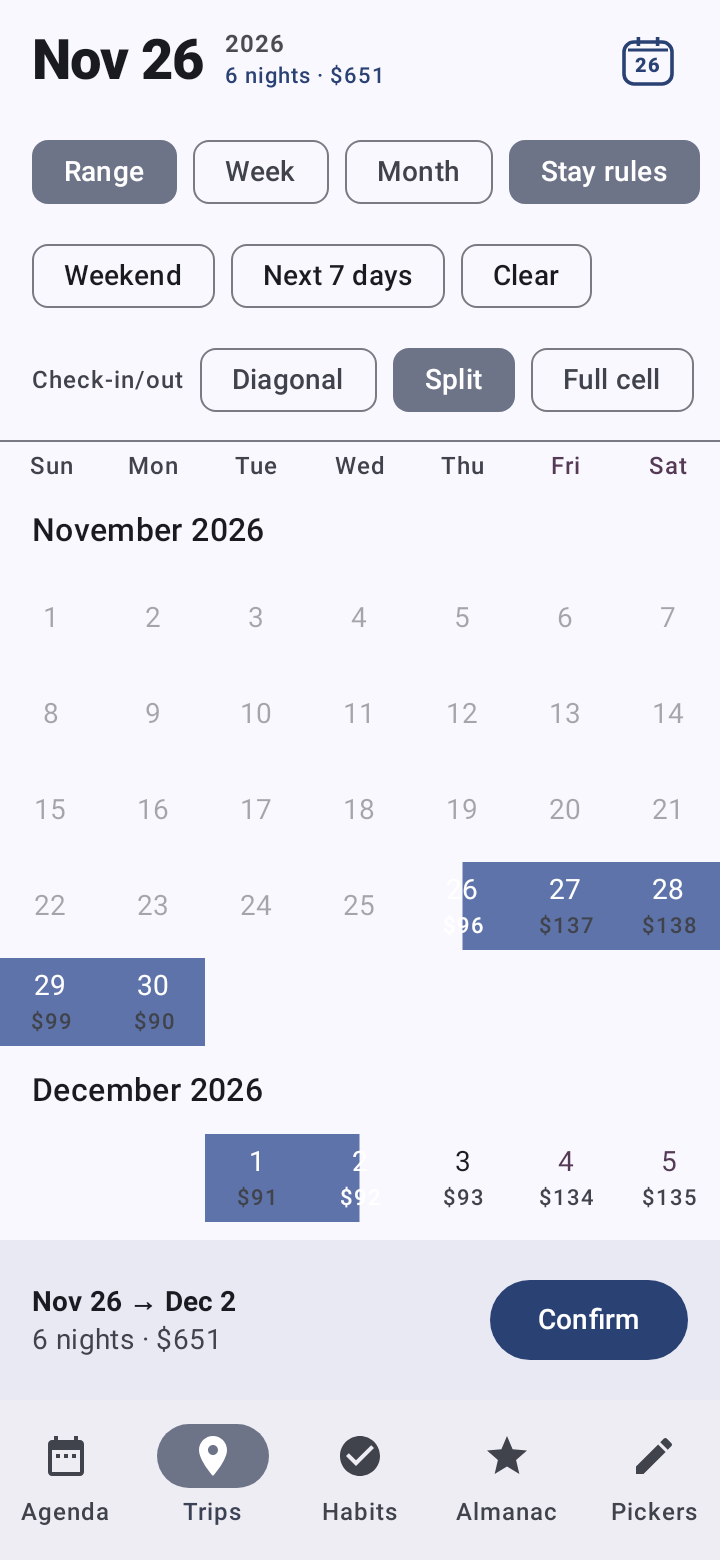 Nov 26
2026
6 nights · $651
26
Range Week Month Stay rules
Weekend Next 7 days Clear
Check-in/out Diagonal Split Full cell
Sun Mon Tue Wed Thu Fri Sat
November 2026
1 2 3 4 5 6 7
8 9 10 11 12 13 14
15 16 17 18 19 20 21
22 23 24 25 26 27 28
$96 $137 $138
29 30
$99 $90
December 2026
1 2 3 4 5
$91 $92 $93 $134 $135
Nov 26 → Dec 2
6 nights · $651
Confirm
Agenda Trips Habits Almanac Pickers